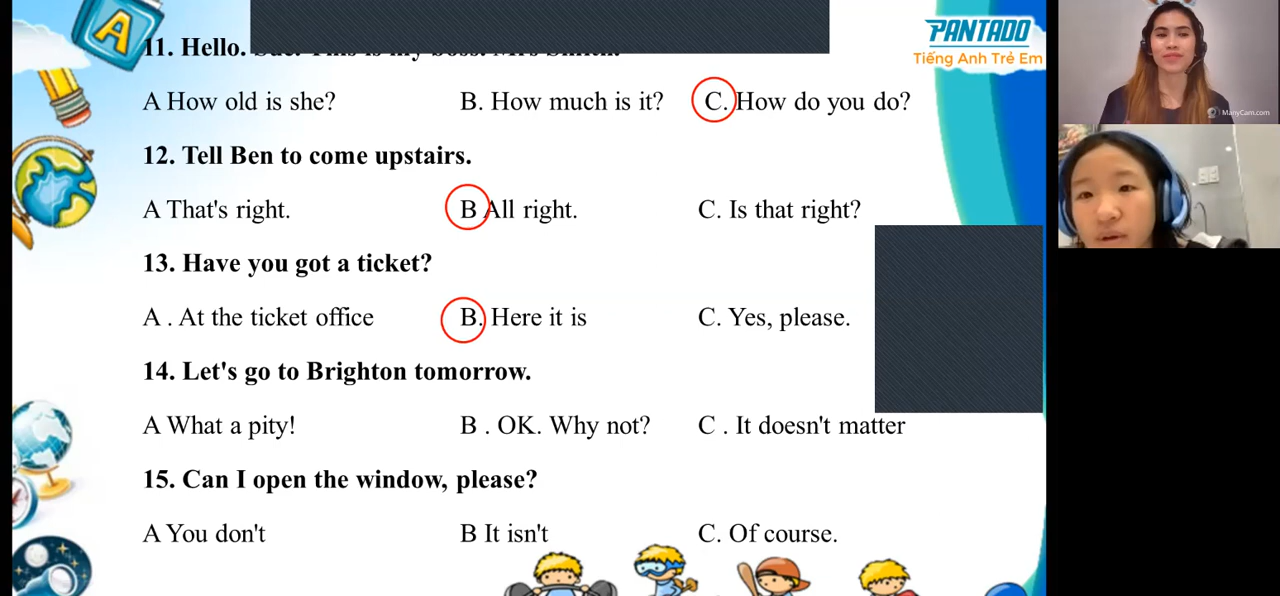 A
11. Hello.
PANTADO
Tiếng Anh Trẻ Em
A How old is she? B. How much is it? C. How do you do?
12. Tell Ben to come upstairs.
A That's right. B All right. C. Is that right?
13. Have you got a ticket?
A . At the ticket office B. Here it is C. Yes, please.
14. Let's go to Brighton tomorrow.
A What a pity! B . OK. Why not? C . It doesn't matter
15. Can I open the window, please?
A You don't B It isn't C. Of course.
ManyCam.com